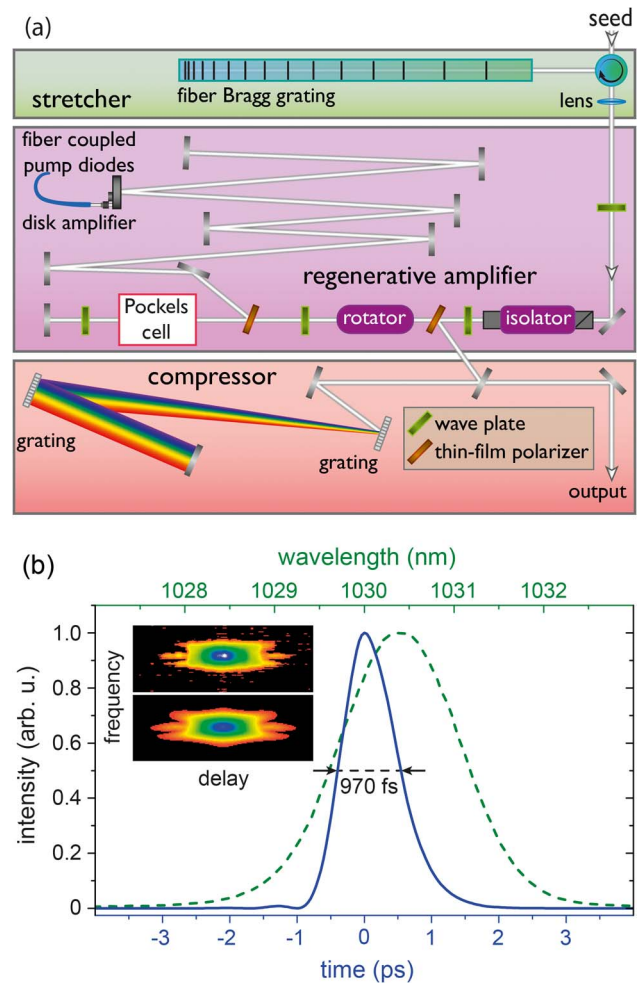 (a)
seed
stretcher
fiber Bragg grating
lens
fiber coupled
pump diodes
disk amplifier
regenerative amplifier
Pockels
cell
rotator
isolator
compressor
grating
grating
wave plate
thin-film polarizer
output
(b)
wavelength (nm)
1028 1029 1030 1031 1032
intensity (arb. u.)
1.0
0.8
0.6
0.4
0.2
0
frequency
delay
970 fs
-3 -2 -1 0 1 2 3
time (ps)